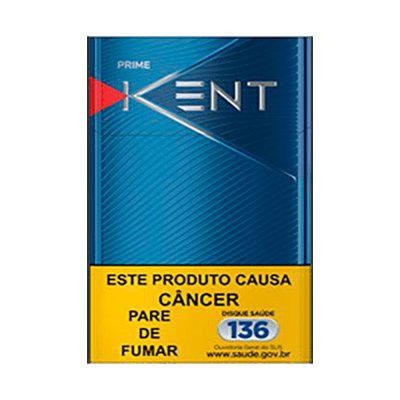 PRIME
KENT
ESTE PRODUTO CAUSA
CÂNCER
PARE
DE
FUMAR
DISQUE SAÚDE
136
Ouvidoria Geral do SUS
www.saude.gov.br